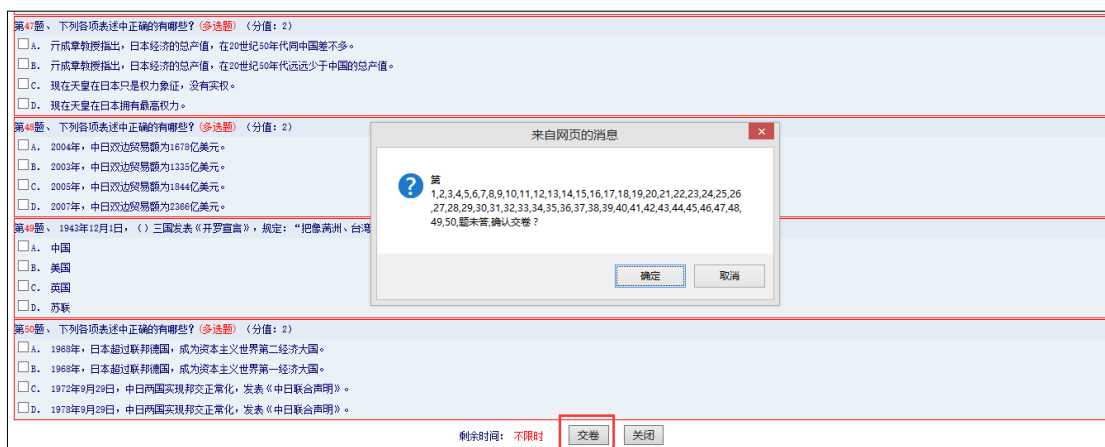 第47题、 下列各项表述中正确的有哪些？(多选题) （分值：2）
A. 亓成章教授指出，日本经济的总产值，在20世纪50年代同中国差不多。
B. 亓成章教授指出，日本经济的总产值，在20世纪50年代远远少于中国的总产值。
C. 现在天皇在日本只是权力象征，没有实权。
D. 现在天皇在日本拥有最高权力。
第48题、 下列各项表述中正确的有哪些？(多选题) （分值：2）
A. 2004年，中日双边贸易额为1678亿美元。
B. 2003年，中日双边贸易额为1335亿美元。
C. 2005年，中日双边贸易额为1844亿美元。
D. 2007年，中日双边贸易额为2366亿美元。
第49题、 1943年12月1日，（ ）三国发表《开罗宣言》，规定：“把像满洲、台湾
A. 中国
B. 美国
C. 英国
D. 苏联
第50题、 下列各项表述中正确的有哪些？(多选题) （分值：2）
A. 1968年，日本超过联邦德国，成为资本主义世界第二经济大国。
B. 1968年，日本超过联邦德国，成为资本主义世界第一经济大国。
C. 1972年9月29日，中日两国实现邦交正常化，发表《中日联合声明》。
D. 1978年9月29日，中日两国实现邦交正常化，发表《中日联合声明》。
剩余时间： 不限时 交卷 关闭
来自网页的消息
第
1,2,3,4,5,6,7,8,9,10,11,12,13,14,15,16,17,18,19,20,21,22,23,24,25,26
,27,28,29,30,31,32,33,34,35,36,37,38,39,40,41,42,43,44,45,46,47,48,
49,50,题未答,确认交卷？
确定 取消